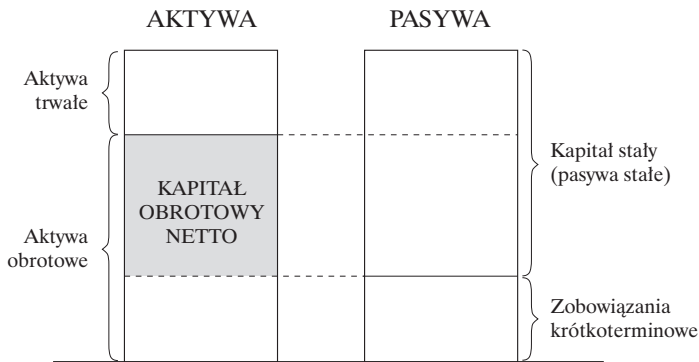 AKTYWA
PASYWA
Aktywa
trwałe
KAPITAŁ
OBROTOWY
NETTO
Aktywa
obrotowe
Kapitał stały
(pasywa stałe)
Zobowiązania
krótkoterminowe